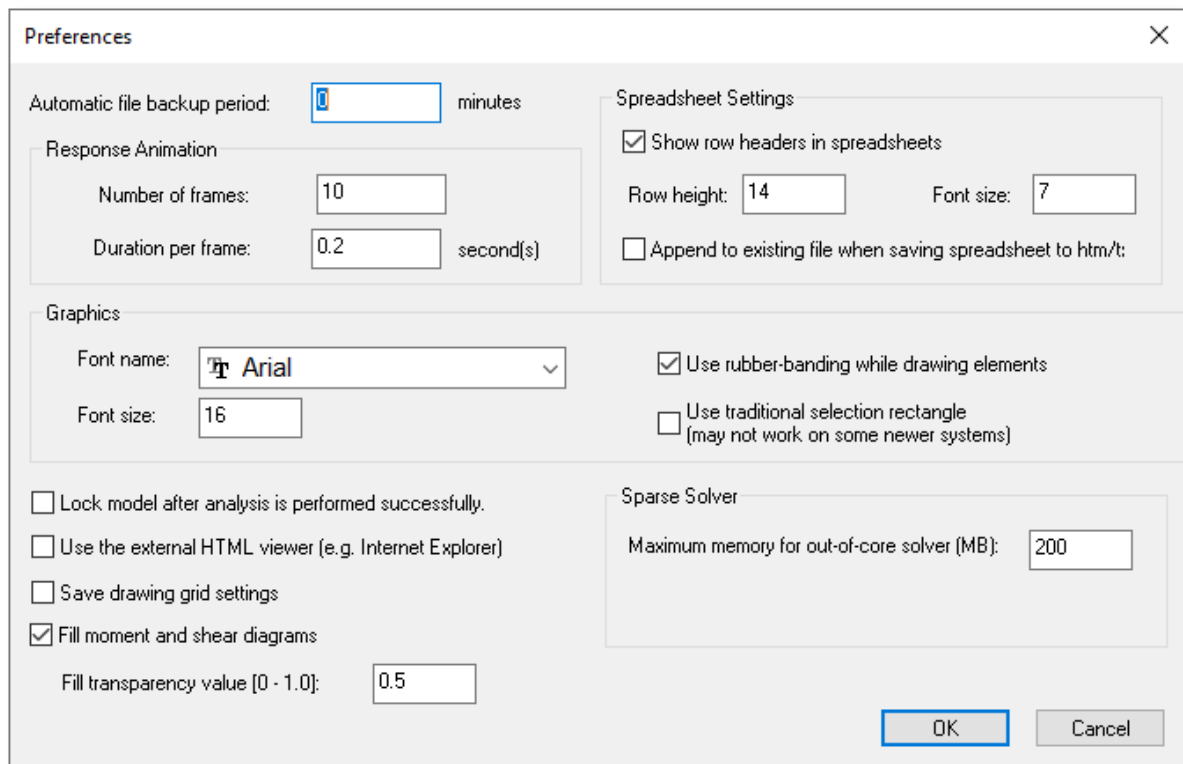 Preferences
Automatic file backup period: 0 minutes
Response Animation
Number of frames: 10
Duration per frame: 0.2 second(s)
Spreadsheet Settings
Show row headers in spreadsheets
Row height: 14 Font size: 7
Append to existing file when saving spreadsheet to htm/t:
Graphics
Font name: Arial
Font size: 16
Use rubber-banding while drawing elements
Use traditional selection rectangle
(may not work on some newer systems)
Lock model after analysis is performed successfully.
Use the external HTML viewer (e.g. Internet Explorer)
Save drawing grid settings
Fill moment and shear diagrams
Fill transparency value [0 - 1.0]: 0.5
Sparse Solver
Maximum memory for out-of-core solver (MB): 200
OK Cancel